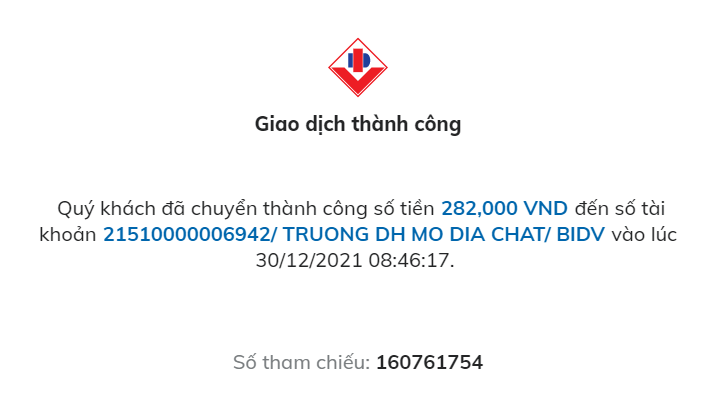 Giao dịch thành công
Quý khách đã chuyển thành công số tiền 282,000 VND đến số tài
khoản 21510000006942/ TRUONG DH MO DIA CHAT/ BIDV vào lúc
30/12/2021 08:46:17.
Số tham chiếu: 160761754